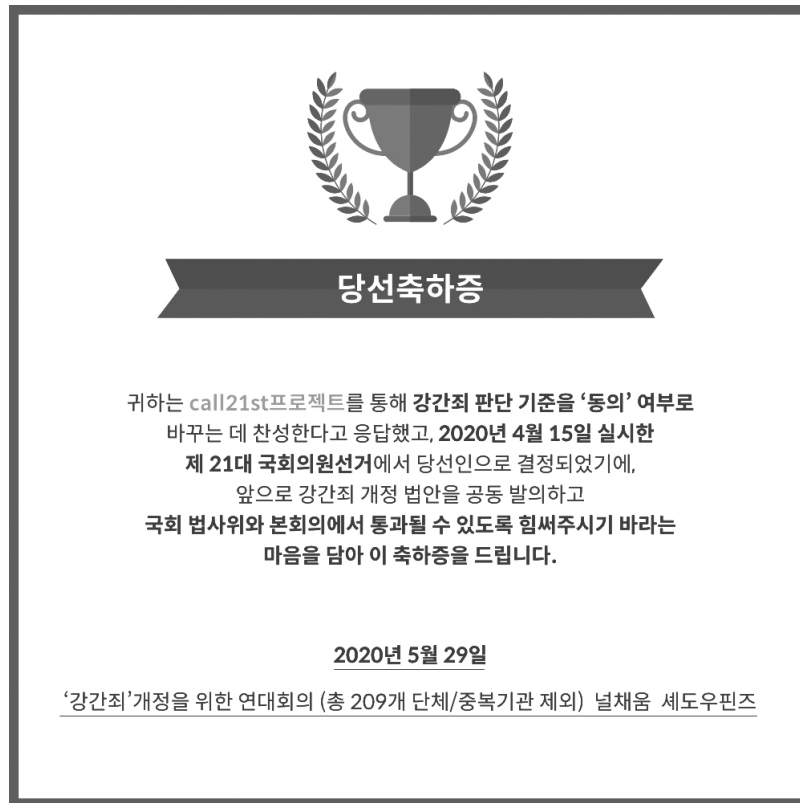 당선축하증
귀하는 call21st프로젝트를 통해 강간죄 판단 기준을 ‘동의’ 여부로
바꾸는 데 찬성한다고 응답했고, 2020년 4월 15일 실시한
제 21대 국회의원선거에서 당선인으로 결정되었기에,
앞으로 강간죄 개정 법안을 공동 발의하고
국회 법사위와 본회의에서 통과될 수 있도록 힘써주시기 바라는
마음을 담아 이 축하증을 드립니다.
2020년 5월 29일
‘강간죄’개정을 위한 연대회의 (총 209개 단체/중복기관 제외) 널채움 셰도우핀즈